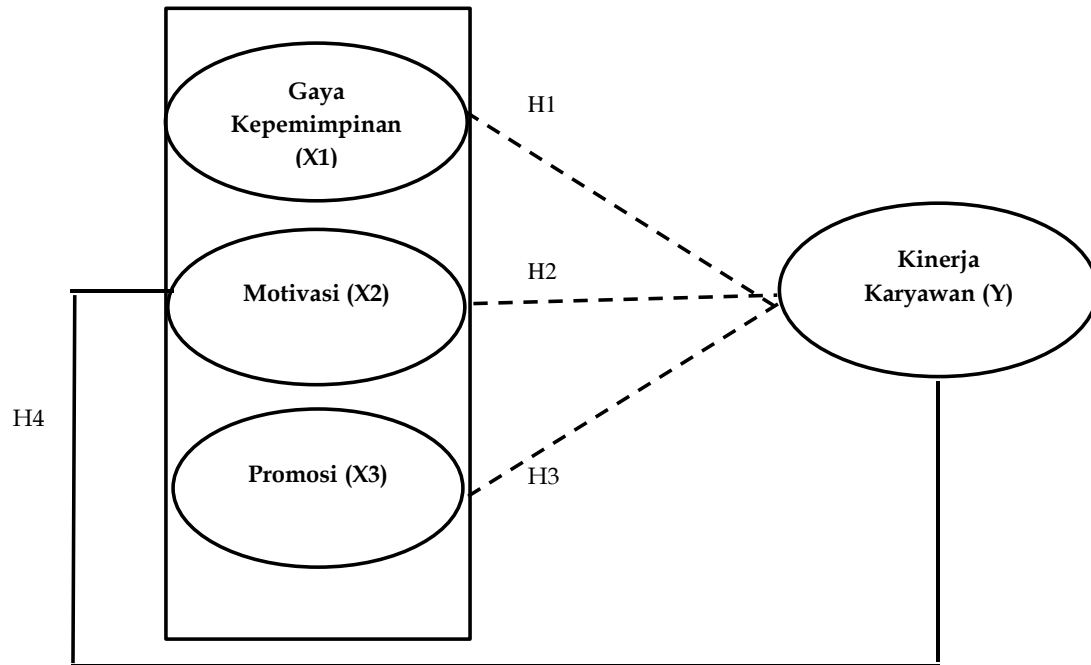 Gaya
Kepemimpinan
(X1)
H1
Motivasi (X2)
H2
Kinerja
Karyawan (Y)
H4
Promosi (X3)
H3